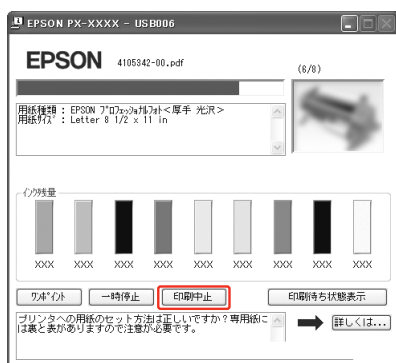 EPSON PX-XXXX - USB006
EPSON 4105342-00.pdf
(6/8)
用紙種類 : EPSON ﾌﾟﾛﾌｪｯｼｮﾅﾙﾌｫﾄ<厚手 光沢>
用紙ｻｲｽﾞ : Letter 8 1/2 x 11 in
ｲﾝｸ残量
XXX XXX XXX XXX XXX XXX XXX XXX XXX
ﾜﾝﾎﾟｲﾝﾄ 一時停止 印刷中止 印刷待ち状態表示
プリンタへの用紙のセット方法は正しいですか？専用紙に
は裏と表がありますので注意が必要です。
詳しくは...